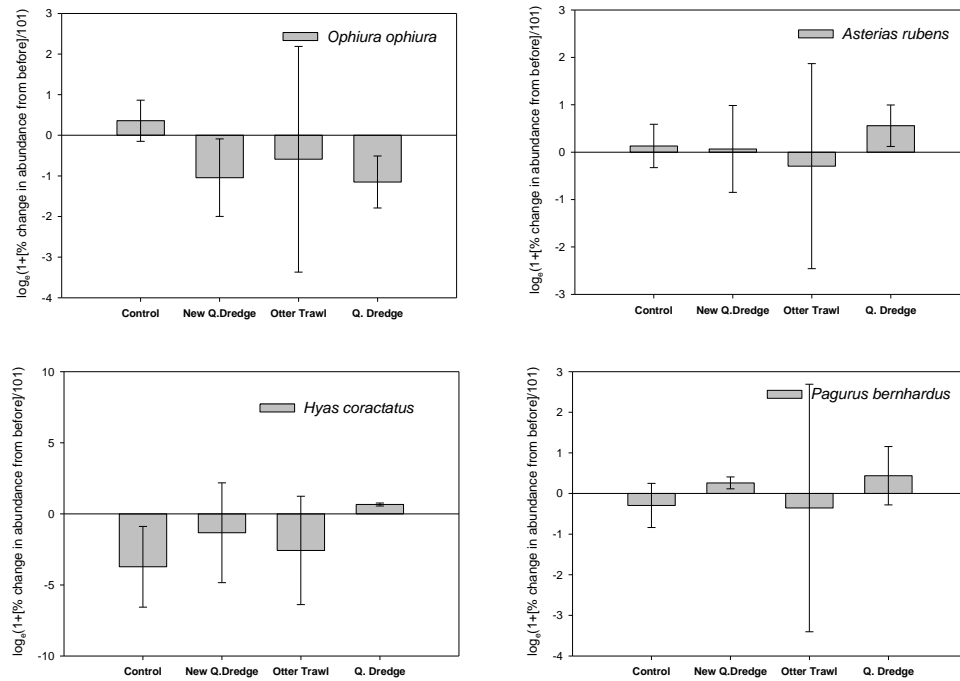 log_e(1+[% change in abundance from before]/101)
3
2
1
0
-1
-2
-3
-4
Ophiura ophiura
Control New Q.Dredge Otter Trawl Q. Dredge
log_e(1+[% change in abundance from before]/101)
3
2
1
0
-1
-2
-3
Asterias rubens
Control New Q.Dredge Otter Trawl Q. Dredge
log_e(1+[% change in abundance from before]/101)
10
5
0
-5
-10
Hyas coractatus
Control New Q.Dredge Otter Trawl Q. Dredge
log_e(1+[% change in abundance from before]/101)
3
2
1
0
-1
-2
-3
-4
Pagurus bernhardus
Control New Q.Dredge Otter Trawl Q. Dredge